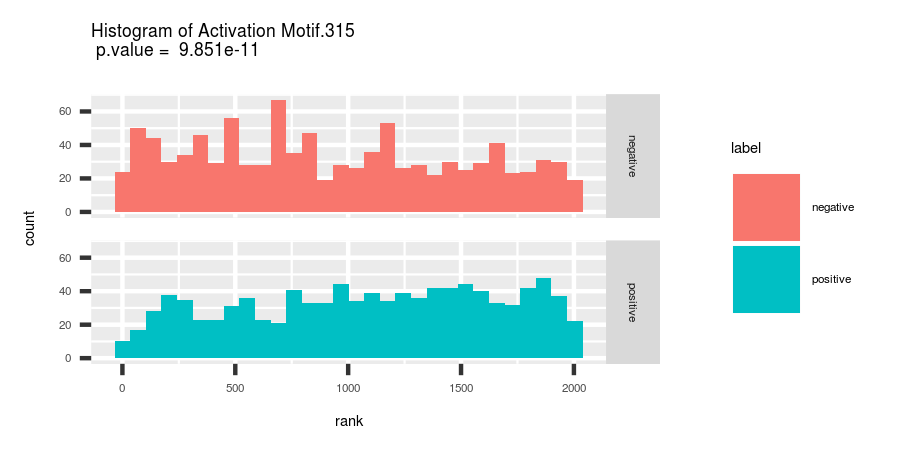 Histogram of Activation Motif.315
p.value =  9.851e-11
count
60
40
20
0
negative
60
40
20
0
positive
0
500
1000
1500
2000
rank
label
negative
positive